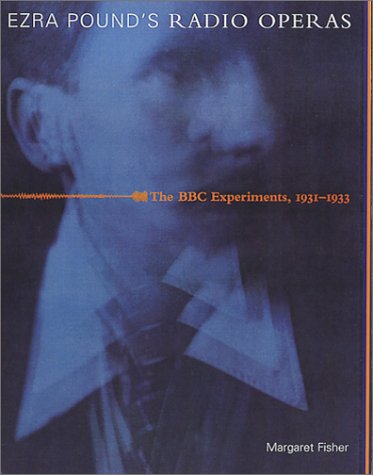 EZRA POUND'S RADIO OPERAS
The BBC Experiments, 1931–1933
Margaret Fisher